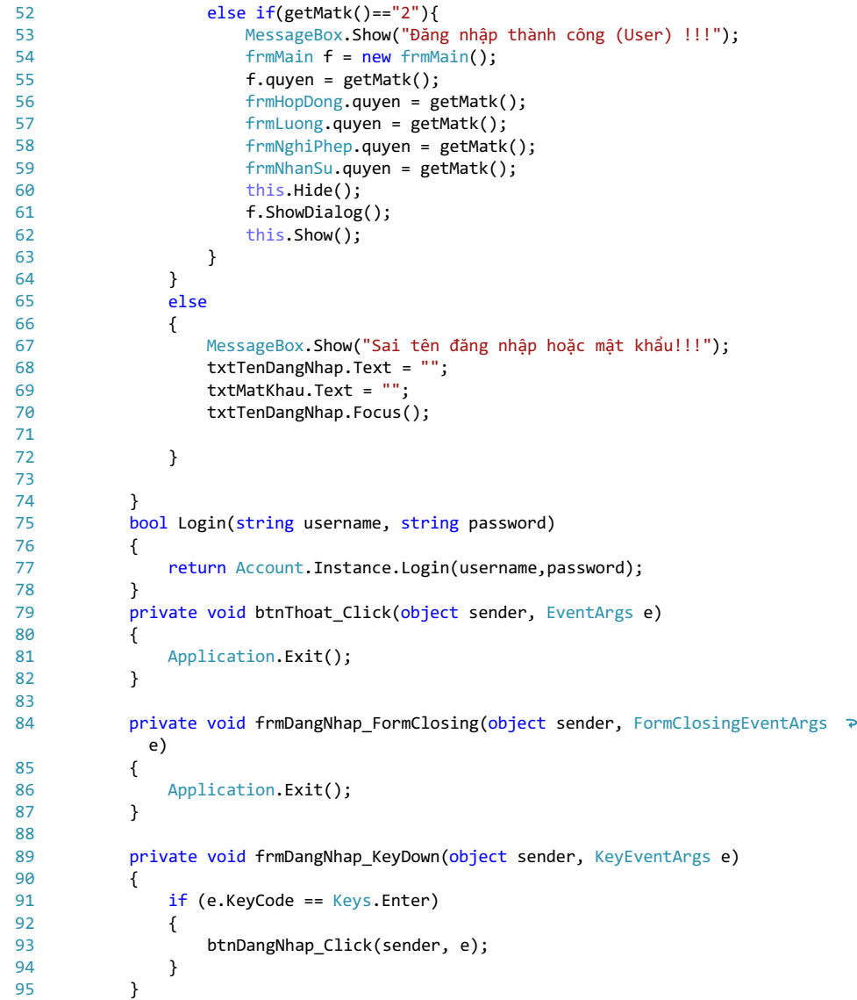 52                  else if(getMatk()=="2"){
53                      MessageBox.Show("Đăng nhập thành công (User) !!!");
54                      frmMain f = new frmMain();
55                      f.quyen = getMatk();
56                      frmHopDong.quyen = getMatk();
57                      frmLuong.quyen = getMatk();
58                      frmNghiPhep.quyen = getMatk();
59                      frmNhanSu.quyen = getMatk();
60                      this.Hide();
61                      f.ShowDialog();
62                      this.Show();
63                  }
64              }
65              else
66              {
67                  MessageBox.Show("Sai tên đăng nhập hoặc mật khẩu!!!");
68                  txtTenDangNhap.Text = "";
69                  txtMatKhau.Text = "";
70                  txtTenDangNhap.Focus();
71
72              }
73
74          }
75          bool Login(string username, string password)
76          {
77              return Account.Instance.Login(username,password);
78          }
79          private void btnThoat_Click(object sender, EventArgs e)
80          {
81              Application.Exit();
82          }
83
84          private void frmDangNhap_FormClosing(object sender, FormClosingEventArgs
            e)
85          {
86              Application.Exit();
87          }
88
89          private void frmDangNhap_KeyDown(object sender, KeyEventArgs e)
90          {
91              if (e.KeyCode == Keys.Enter)
92              {
93                  btnDangNhap_Click(sender, e);
94              }
95          }